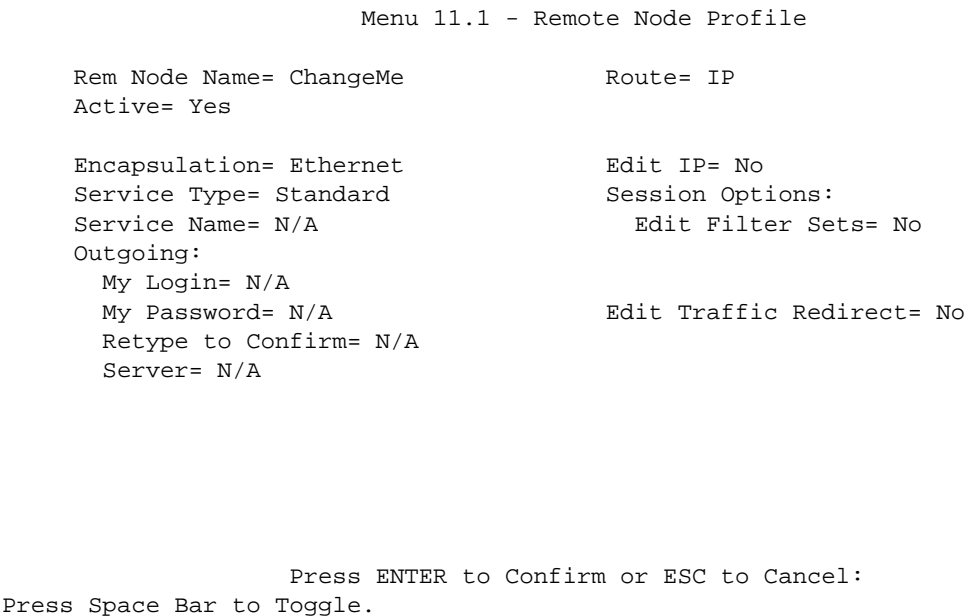 Menu 11.1 - Remote Node Profile
Rem Node Name= ChangeMe Route= IP
Active= Yes
Encapsulation= Ethernet Edit IP= No
Service Type= Standard Session Options:
Service Name= N/A Edit Filter Sets= No
Outgoing:
My Login= N/A
My Password= N/A Edit Traffic Redirect= No
Retype to Confirm= N/A
Server= N/A
Press ENTER to Confirm or ESC to Cancel:
Press Space Bar to Toggle.